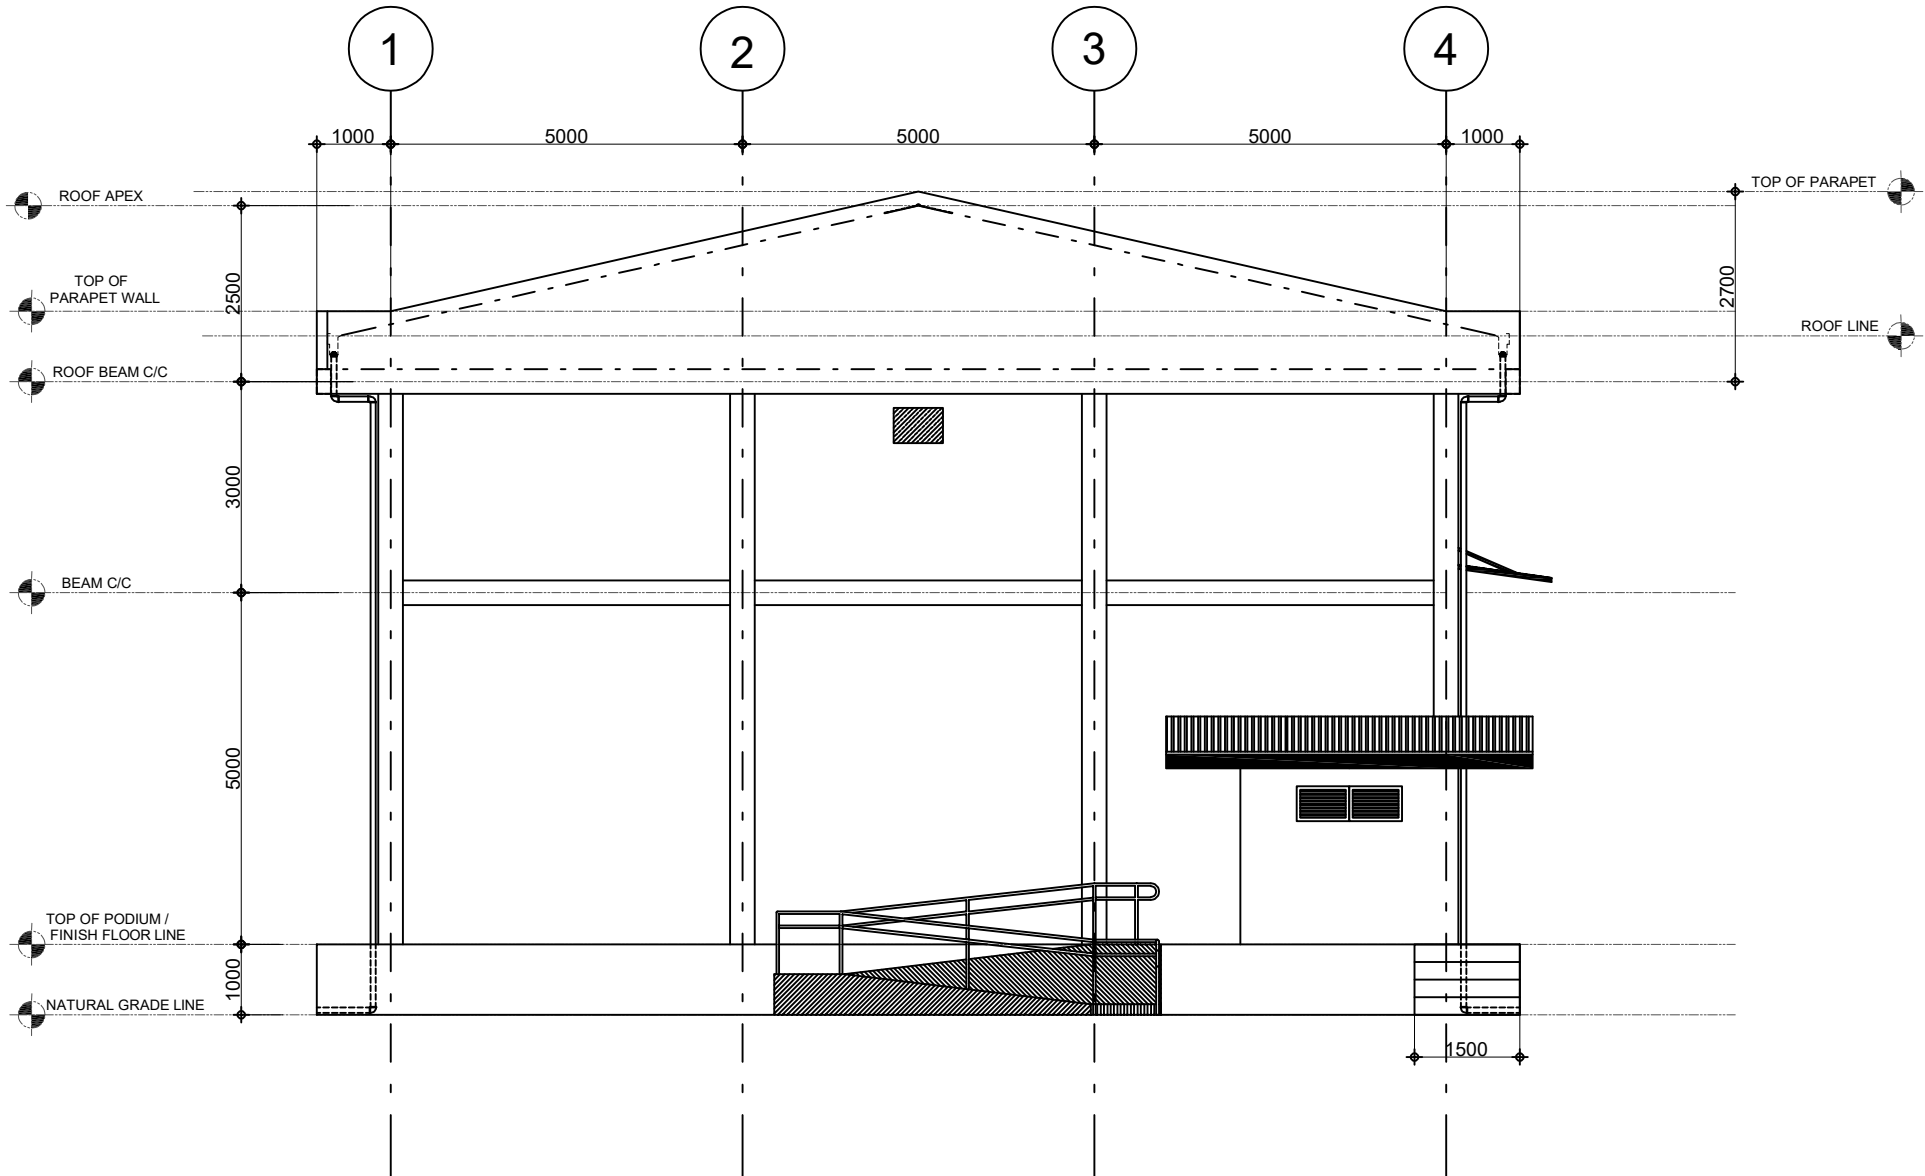 1
2
3
4
1000
5000
5000
5000
1000
ROOF APEX
TOP OF PARAPET
TOP OF
PARAPET WALL
2500
2700
ROOF LINE
ROOF BEAM C/C
3000
BEAM C/C
5000
TOP OF PODIUM /
FINISH FLOOR LINE
1000
NATURAL GRADE LINE
1500